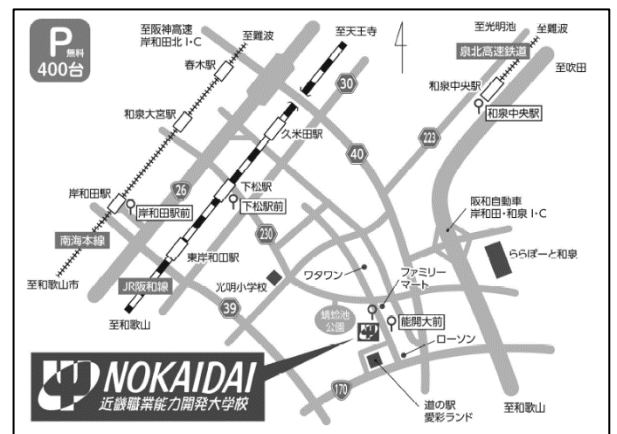 P
無料
400台
至阪神高速
岸和田北I・C
至難波
至天王寺
至光明池
至難波
泉北高速鉄道
至吹田
春木駅
30
和泉中央駅
和泉中央駅
和泉大宮駅
久米田駅
223
40
26
下松駅
下松駅前
岸和田駅
岸和田駅前
阪和自動車
岸和田・和泉I・C
230
南海本線
東岸和田駅
ららぽーと和泉
ワタワン
ファミリー
マート
至和歌山市
JR阪和線
光明小学校
39
蜻蛉池
公園
能開大前
至和歌山
ローソン
NOKAIDAI
近畿職業能力開発大学校
170
道の駅
愛彩ランド
至和歌山